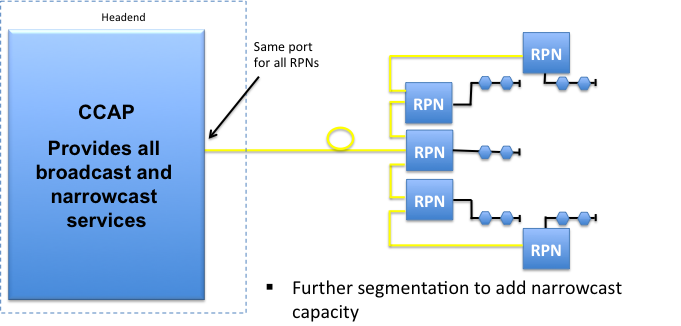 Headend
Same port
for all RPNs
CCAP
Provides all
broadcast and
narrowcast
services
RPN
RPN
RPN
RPN
RPN
▪ Further segmentation to add narrowcast
capacity